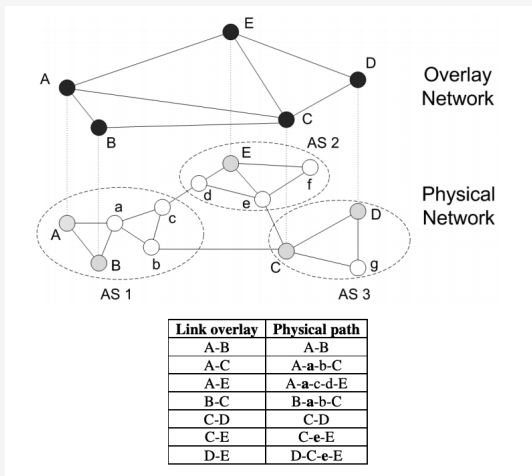 E
D
A
Overlay
Network
C
B
AS 2
E
f
d
e
Physical
Network
a
c
D
A
B
b
C
g
AS 1
AS 3
Link overlay Physical path
A-B A-B
A-C A-a-b-C
A-E A-a-c-d-E
B-C B-a-b-C
C-D C-D
C-E C-e-E
D-E D-C-e-E